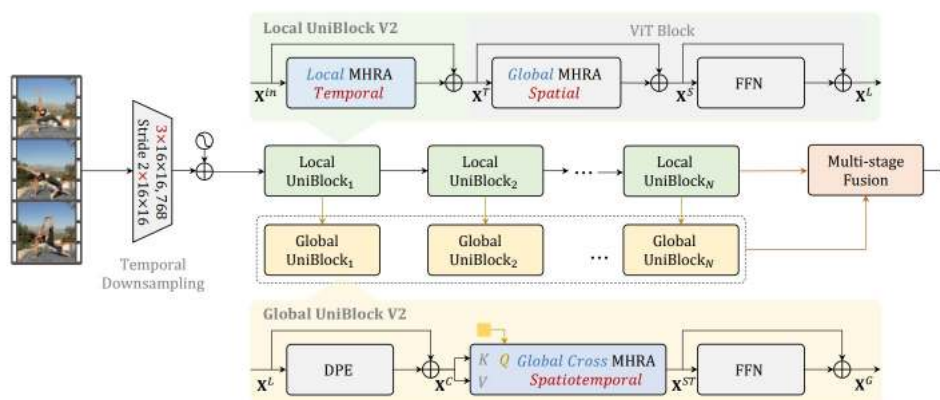 Local UniBlock V2
ViT Block
Local MHRA
Temporal
Global MHRA
Spatial
FFN
X^in
X^T
X^S
X^L
3×16×16, 768
Stride 2×16×16
Temporal
Downsampling
Local
UniBlock₁
Local
UniBlock₂
...
Local
UniBlock_N
Multi-stage
Fusion
Global
UniBlock₁
Global
UniBlock₂
...
Global
UniBlock_N
Global UniBlock V2
DPE
K Q Global Cross MHRA
V Spatiotemporal
FFN
X^L
X^C
X^ST
X^G